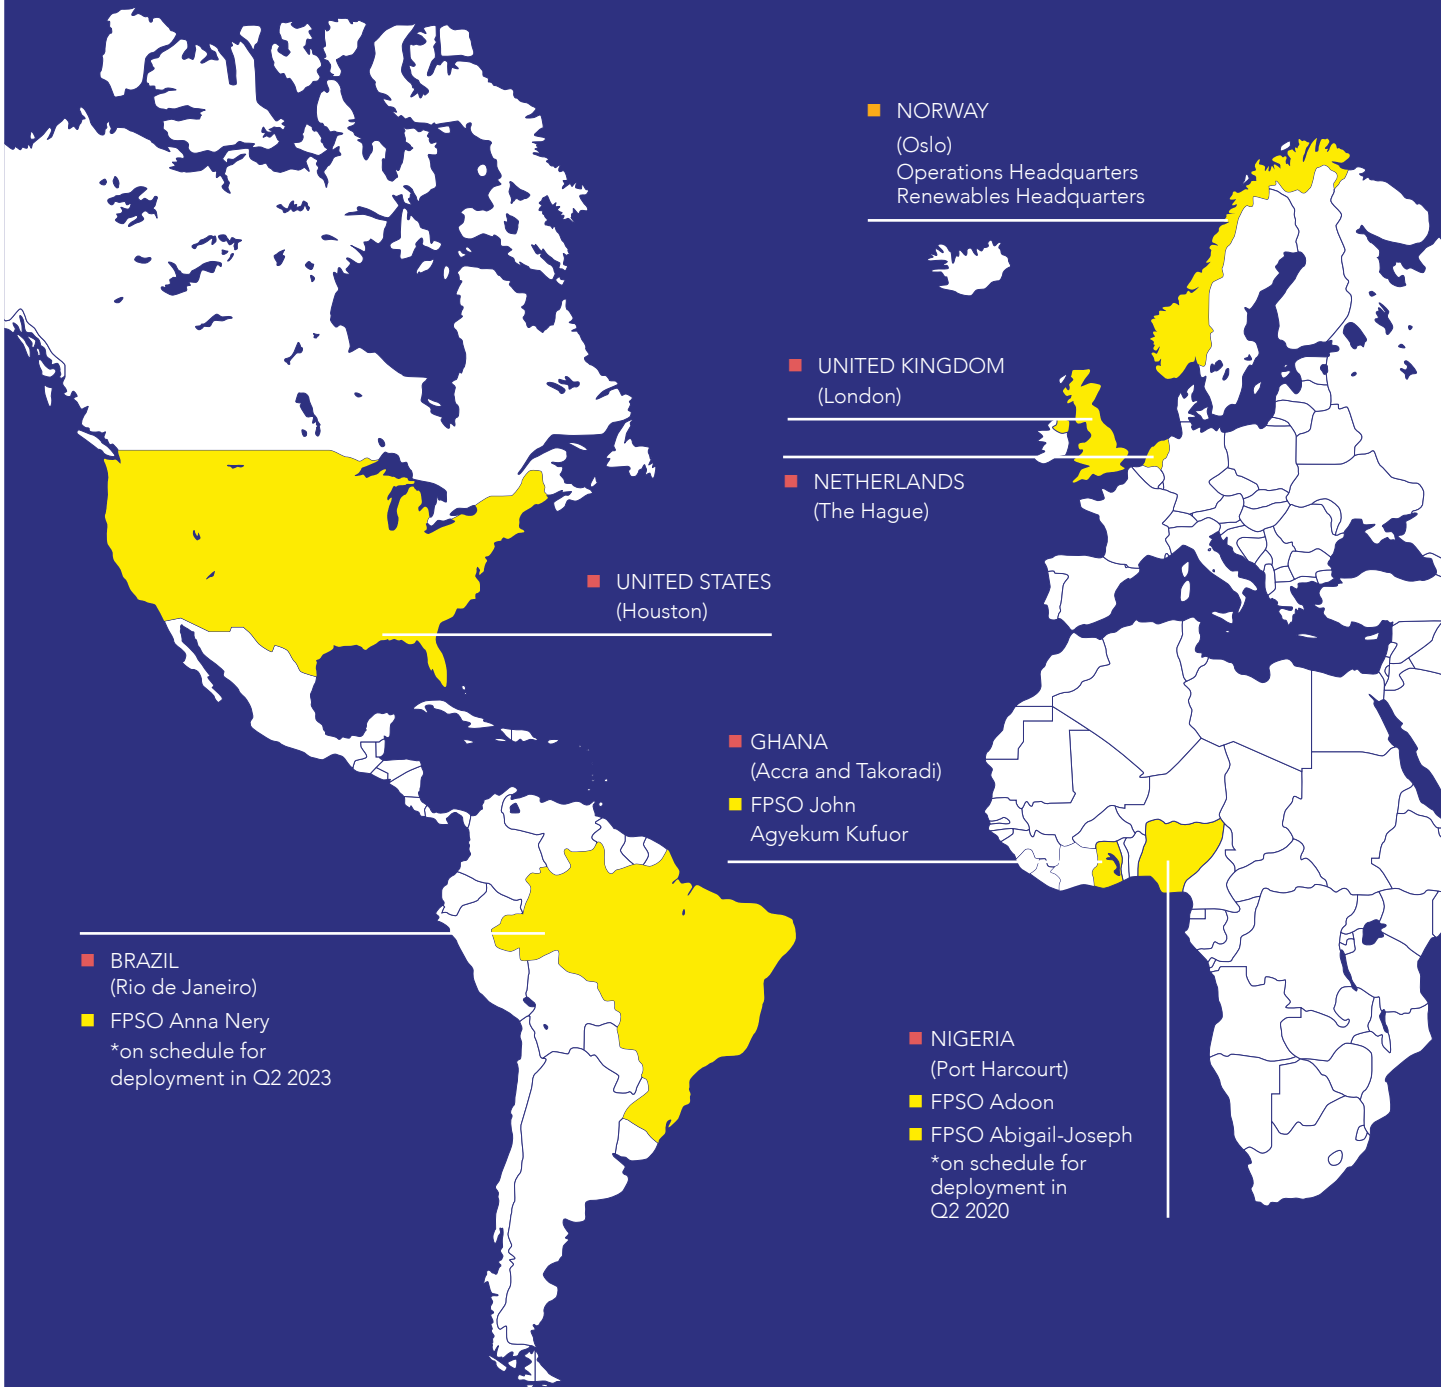 NORWAY
(Oslo)
Operations Headquarters
Renewables Headquarters
UNITED KINGDOM
(London)
NETHERLANDS
(The Hague)
UNITED STATES
(Houston)
GHANA
(Accra and Takoradi)
FPSO John
Agyekum Kufuor
BRAZIL
(Rio de Janeiro)
FPSO Anna Nery
*on schedule for
deployment in Q2 2023
NIGERIA
(Port Harcourt)
FPSO Adoon
FPSO Abigail-Joseph
*on schedule for
deployment in
Q2 2020